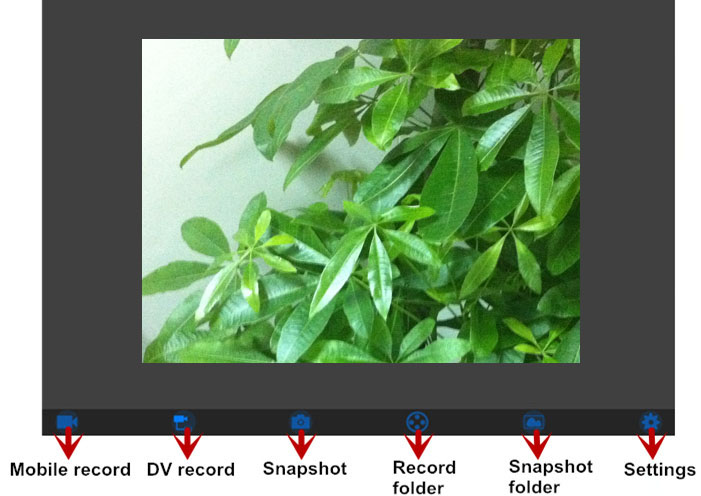 Mobile record
DV record
Snapshot
Record
folder
Snapshot
folder
Settings